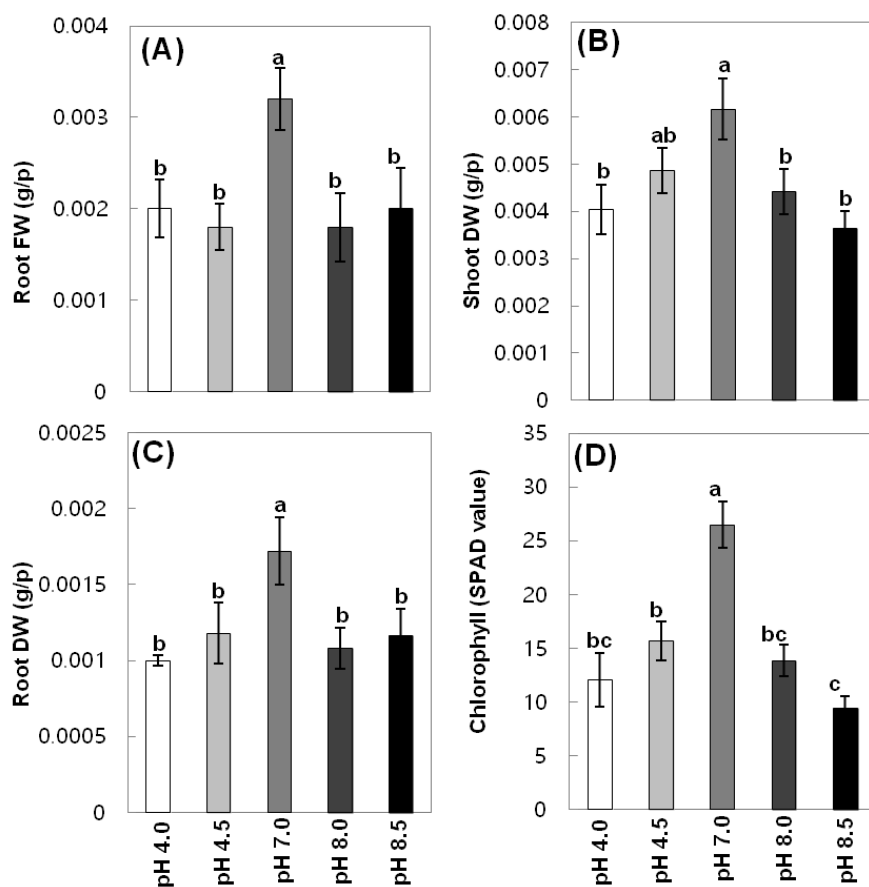 (A)
Root FW (g/p)
0.004
0.003
0.002
0.001
0
b
b
a
b
b
(B)
Shoot DW (g/p)
0.008
0.007
0.006
0.005
0.004
0.003
0.002
0.001
0
b
ab
a
b
b
(C)
Root DW (g/p)
0.0025
0.002
0.0015
0.001
0.0005
0
b
b
a
b
b
pH 4.0
pH 4.5
pH 7.0
pH 8.0
pH 8.5
(D)
Chlorophyll (SPAD value)
35
30
25
20
15
10
5
0
bc
b
a
bc
c
pH 4.0
pH 4.5
pH 7.0
pH 8.0
pH 8.5